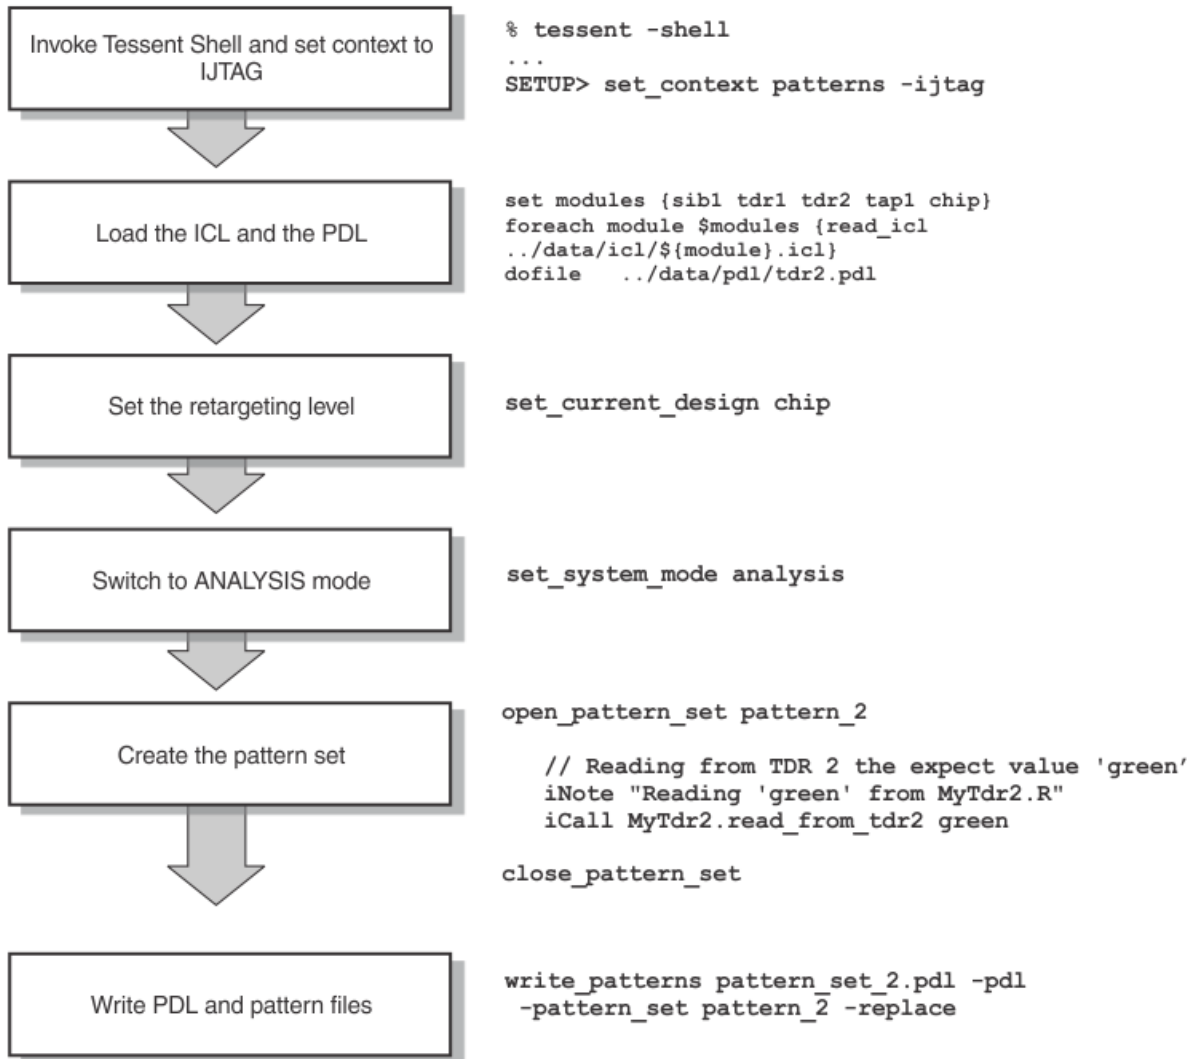 Invoke Tessent Shell and set context to
IJTAG
% tessent -shell
...
SETUP> set_context patterns -ijtag
Load the ICL and the PDL
set modules {sib1 tdr1 tdr2 tap1 chip}
foreach module $modules {read_icl
../data/icl/${module}.icl}
dofile   ../data/pdl/tdr2.pdl
Set the retargeting level
set_current_design chip
Switch to ANALYSIS mode
set_system_mode analysis
Create the pattern set
open_pattern_set pattern_2
// Reading from TDR 2 the expect value 'green’
iNote "Reading 'green' from MyTdr2.R"
iCall MyTdr2.read_from_tdr2 green
close_pattern_set
Write PDL and pattern files
write_patterns pattern_set_2.pdl -pdl
-pattern_set pattern_2 -replace